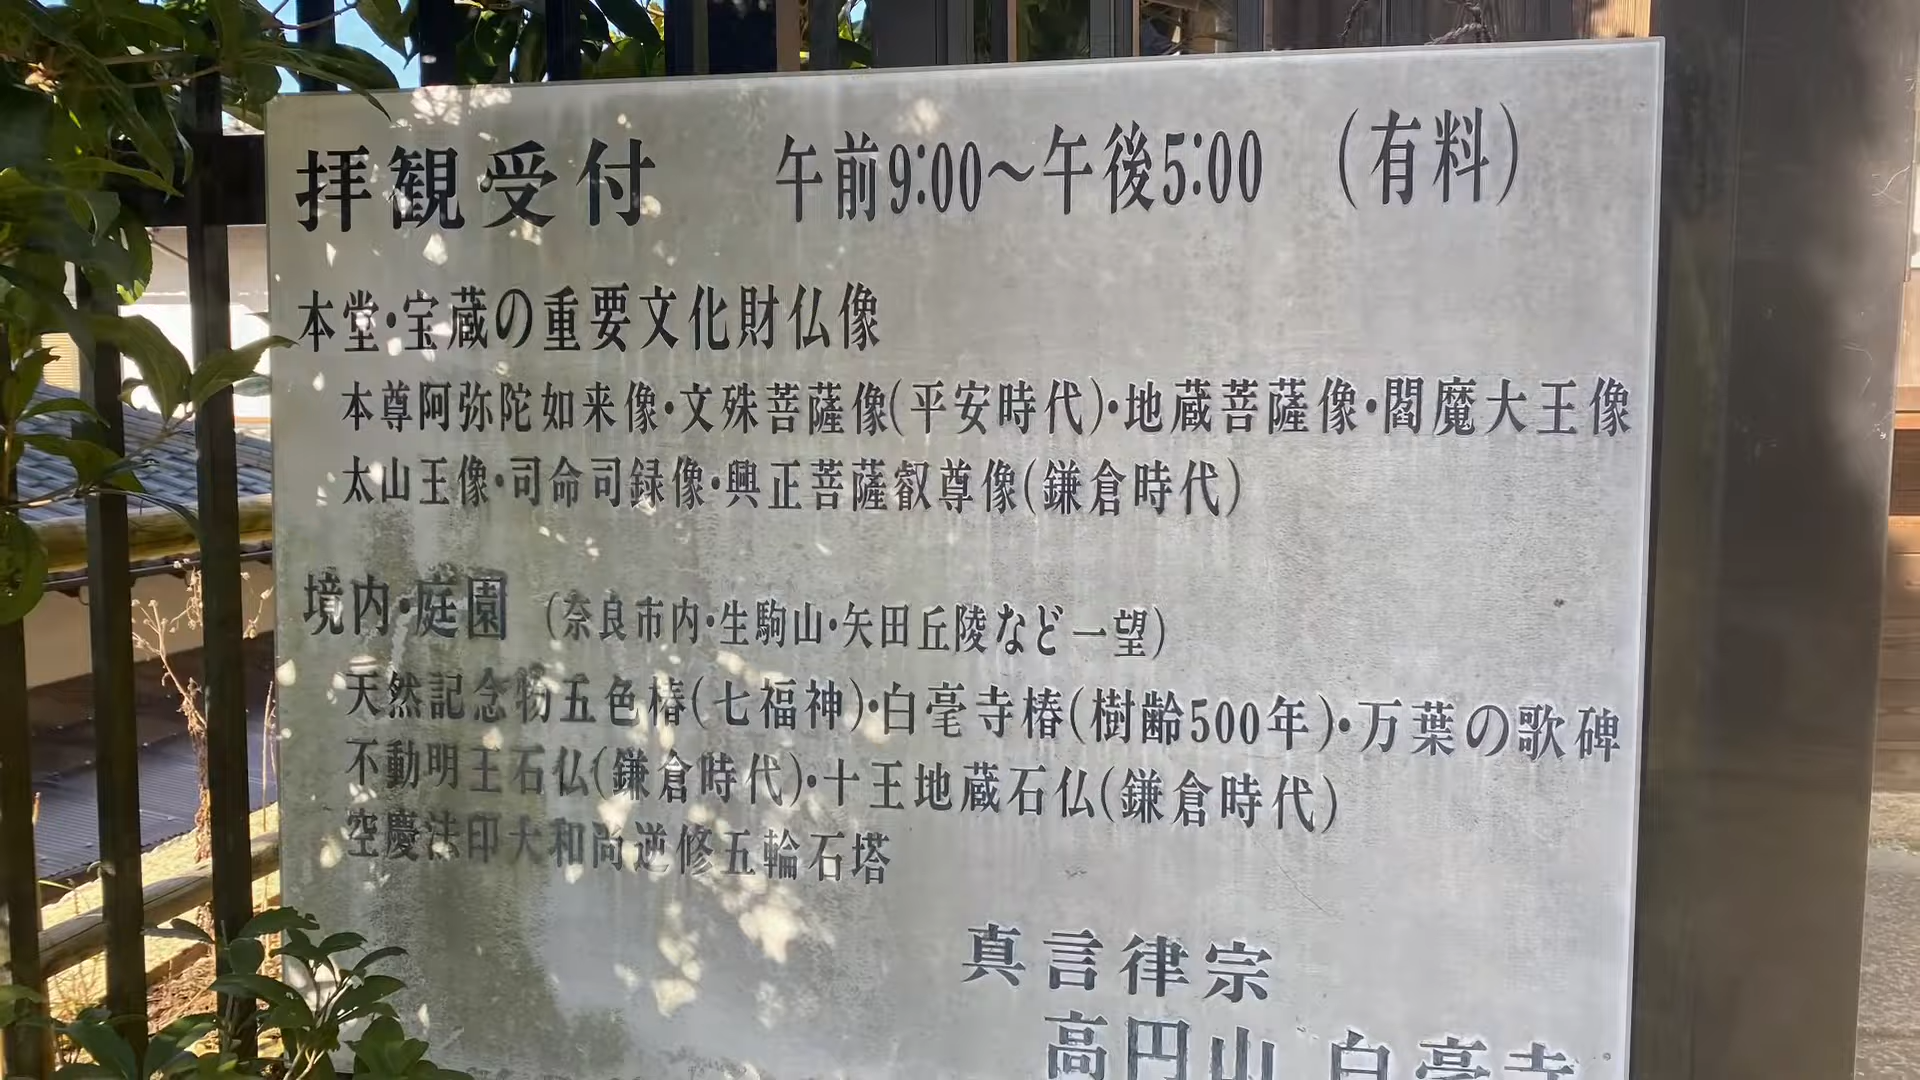 拝観受付 午前9:00〜午後5:00 (有料)
本堂・宝蔵の重要文化財仏像
本尊阿弥陀如来像・文殊菩薩像(平安時代)・地蔵菩薩像・閻魔大王像
太山王像・司命司録像・興正菩薩叡尊像(鎌倉時代)
境内・庭園 (奈良市内・生駒山・矢田丘陵など一望)
天然記念物五色椿(七福神)・白毫寺椿(樹齢500年)・万葉の歌碑
不動明王石仏(鎌倉時代)・十王地蔵石仏(鎌倉時代)
空慶法印大和尚逆修五輪石塔
真言律宗
高円山 白毫寺